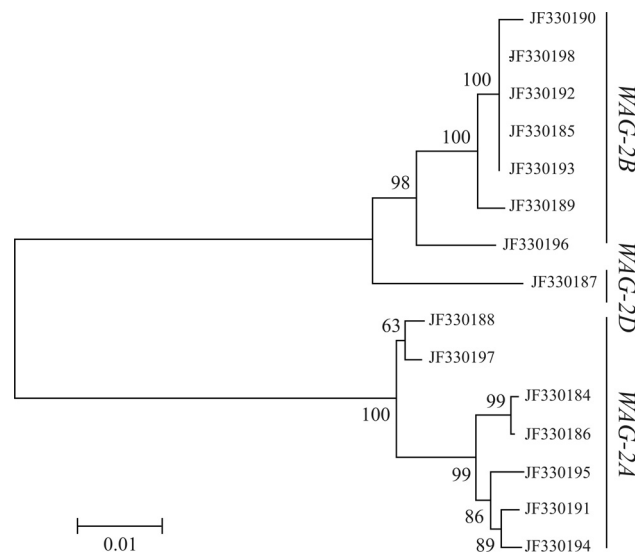 JF330190
JF330198
100
JF330192
100
JF330185
98
JF330193
JF330189
JF330196
WAG-2B
JF330187
WAG-2D
63
JF330188
JF330197
100
99
JF330184
JF330186
99
JF330195
86
JF330191
89
JF330194
WAG-2A
0.01